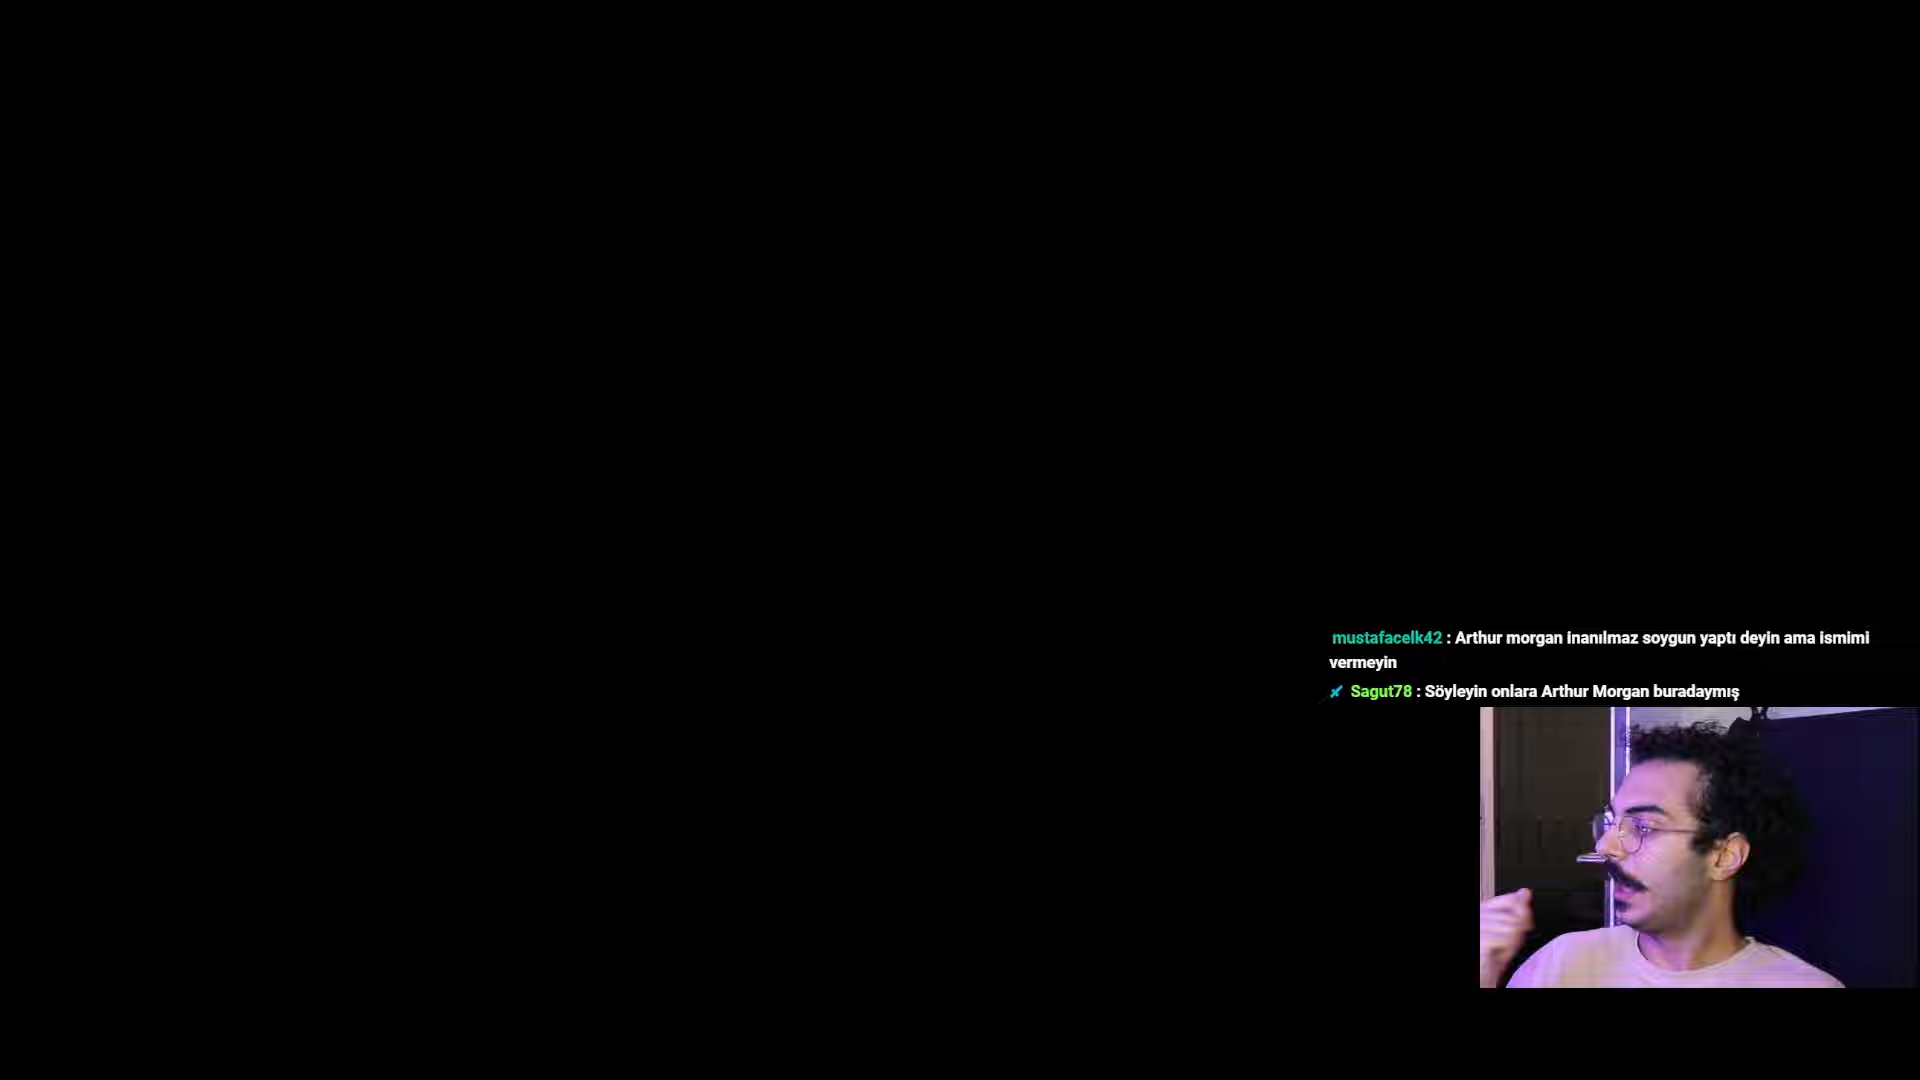 mustafacelk42 : Arthur morgan inanılmaz soygun yaptı deyin ama ismimi
vermeyin
Sagut78 : Söyleyin onlara Arthur Morgan buradaymış